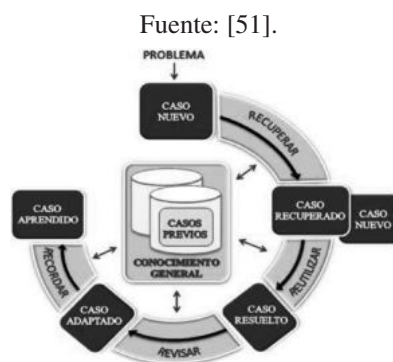 Fuente: [51].
PROBLEMA
CASO
NUEVO
RECUPERAR
CASO
RECUPERADO
CASO
NUEVO
REUTILIZAR
CASO
RESUELTO
REVISAR
CASO
ADAPTADO
RECORDAR
CASO
APRENDIDO
CASOS
PREVIOS
CONOCIMIENTO
GENERAL